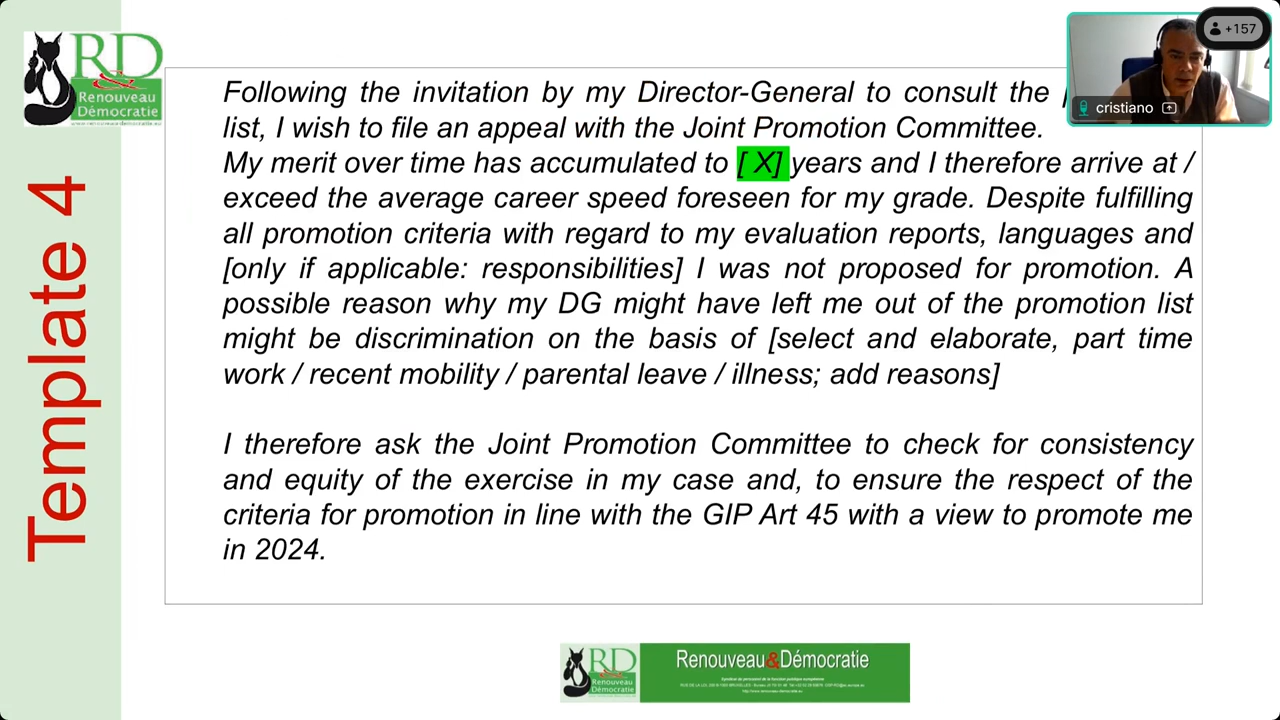 +157
RD
&
Renouveau
Démocratie
cristiano
Template 4
Following the invitation by my Director-General to consult the
list, I wish to file an appeal with the Joint Promotion Committee.
My merit over time has accumulated to [ X] years and I therefore arrive at /
exceed the average career speed foreseen for my grade. Despite fulfilling
all promotion criteria with regard to my evaluation reports, languages and
[only if applicable: responsibilities] I was not proposed for promotion. A
possible reason why my DG might have left me out of the promotion list
might be discrimination on the basis of [select and elaborate, part time
work / recent mobility / parental leave / illness; add reasons]
I therefore ask the Joint Promotion Committee to check for consistency
and equity of the exercise in my case and, to ensure the respect of the
criteria for promotion in line with the GIP Art 45 with a view to promote me
in 2024.
RD
Renouveau
Démocratie
Renouveau&Démocratie